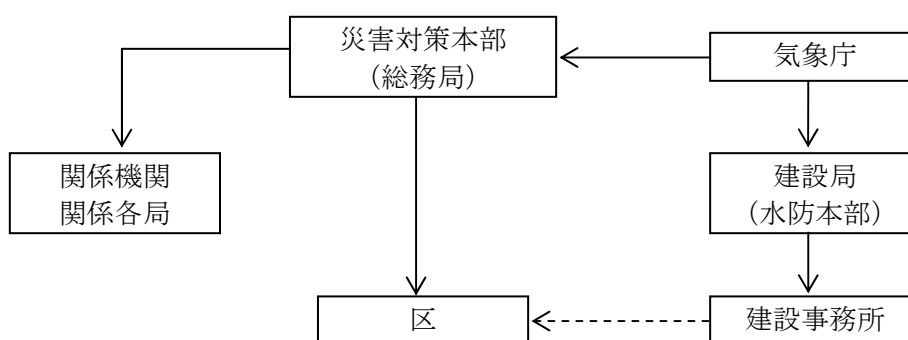 災害対策本部
（総務局）
気象庁
関係機関
関係各局
建設局
（水防本部）
区
建設事務所